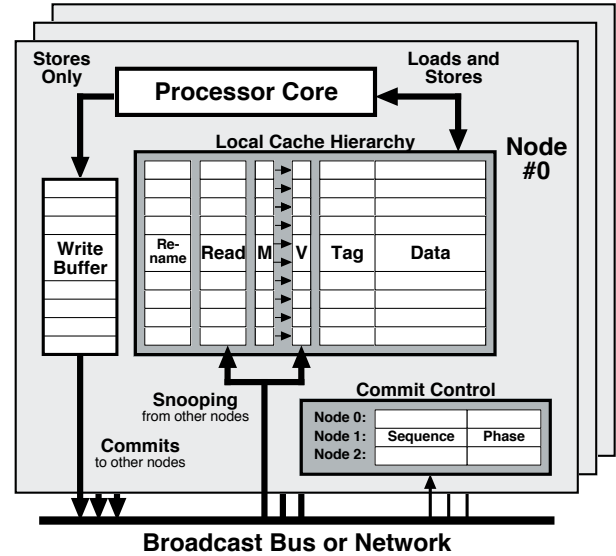 Stores
Only
Loads and
Stores
Processor Core
Local Cache Hierarchy
Node
#0
Write
Buffer
Re-
name
Read
M
V
Tag
Data
Snooping
from other nodes
Commits
to other nodes
Commit Control
Node 0:
Node 1: Sequence Phase
Node 2:
Broadcast Bus or Network